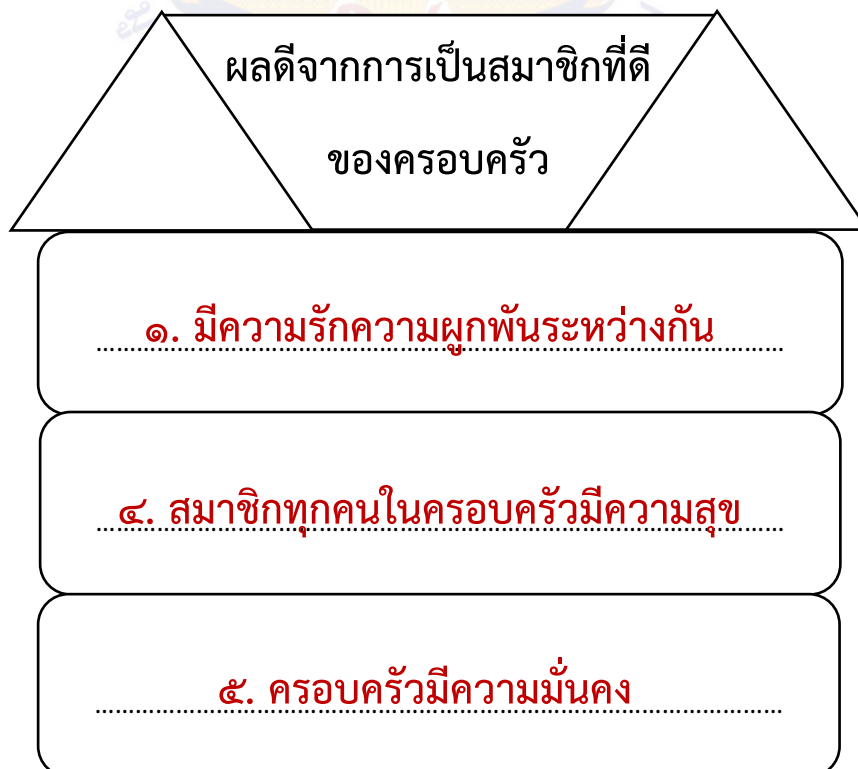 ผลดีจากการเป็นสมาชิกที่ดี
ของครอบครัว
๑. มีความรักความผูกพันระหว่างกัน
๔. สมาชิกทุกคนในครอบครัวมีความสุข
๕. ครอบครัวมีความมั่นคง